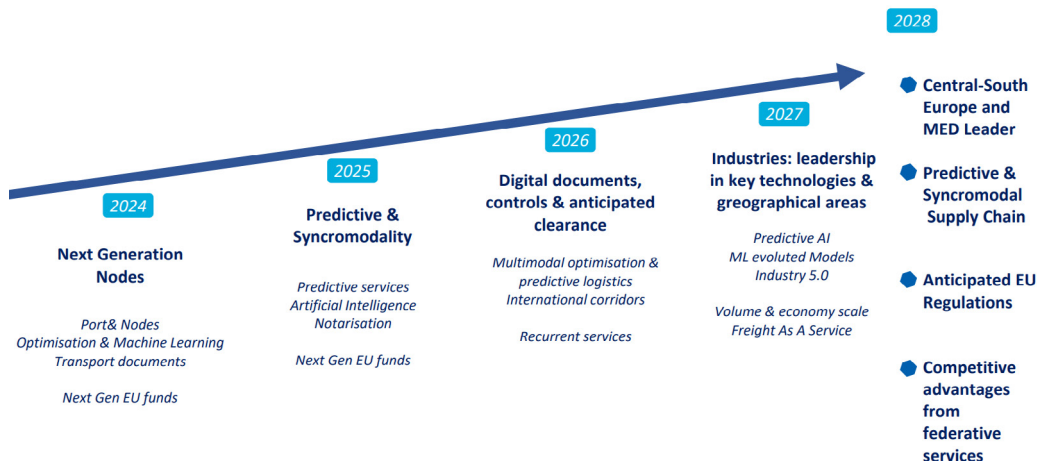 2024
Next Generation
Nodes
Port& Nodes
Optimisation & Machine Learning
Transport documents
Next Gen EU funds
2025
Predictive &
Syncromodality
Predictive services
Artificial Intelligence
Notarisation
Next Gen EU funds
2026
Digital documents,
controls & anticipated
clearance
Multimodal optimisation &
predictive logistics
International corridors
Recurrent services
2027
Industries: leadership
in key technologies &
greographical areas
Predictive AI
ML evoluted Models
Industry 5.0
Volume & economy scale
Freight As A Service
2028
Central-South
Europe and
MED Leader
Predictive &
Syncromodal
Supply Chain
Anticipated EU
Regulations
Competitive
advantages
from
federative
services